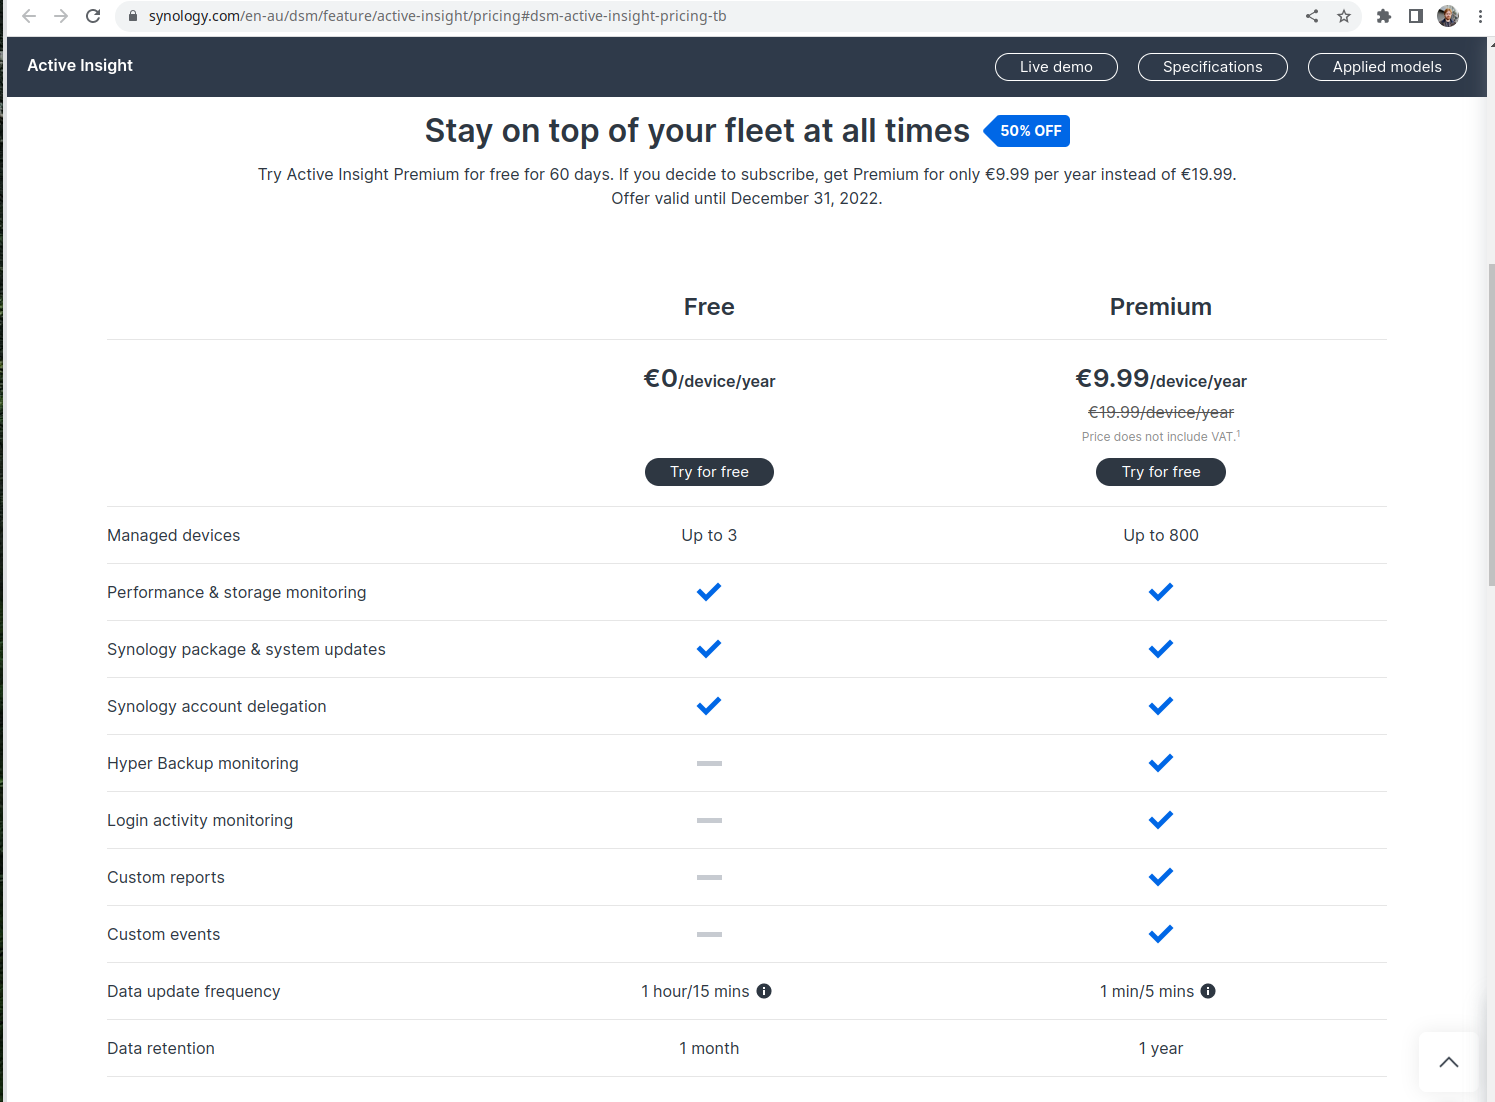 synology.com/en-au/dsm/feature/active-insight/pricing#dsm-active-insight-pricing-tb
Active Insight
Live demo
Specifications
Applied models
Stay on top of your fleet at all times
50% OFF
Try Active Insight Premium for free for 60 days. If you decide to subscribe, get Premium for only €9.99 per year instead of €19.99.
Offer valid until December 31, 2022.
Free Premium
€0/device/year €9.99/device/year
€19.99/device/year
Price does not include VAT.1
Try for free Try for free
Managed devices Up to 3 Up to 800
Performance & storage monitoring
Synology package & system updates
Synology account delegation
Hyper Backup monitoring
Login activity monitoring
Custom reports
Custom events
Data update frequency 1 hour/15 mins 1 min/5 mins
Data retention 1 month 1 year